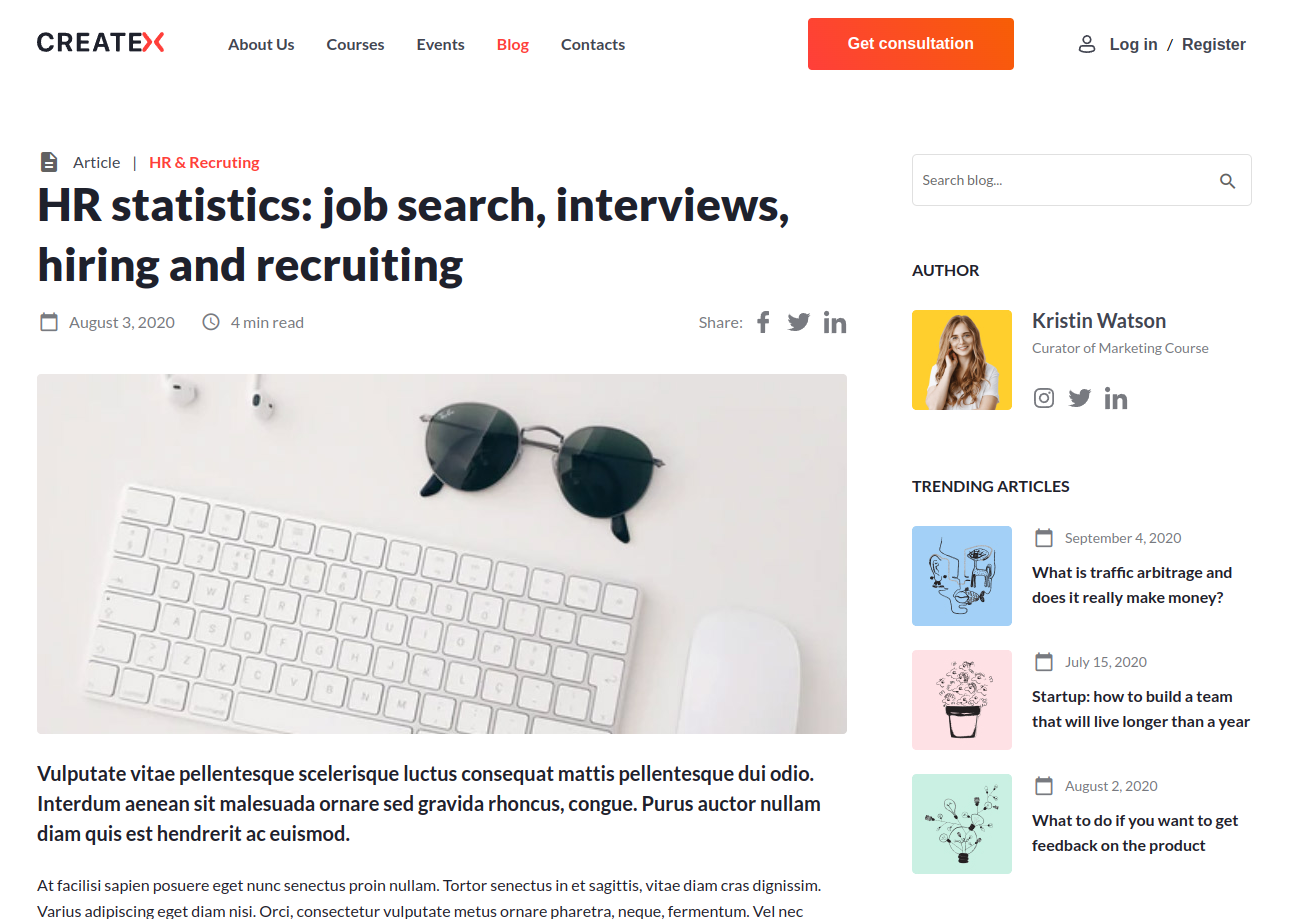 CREATEX
About Us Courses Events Blog Contacts
Get consultation
Log in / Register
Article | HR & Recruting
HR statistics: job search, interviews,
hiring and recruiting
August 3, 2020 4 min read
Share:
Vulputate vitae pellentesque scelerisque luctus consequat mattis pellentesque dui odio.
Interdum aenean sit malesuada ornare sed gravida rhoncus, congue. Purus auctor nullam
diam quis est hendrerit ac euismod.
At facilisi sapien posuere eget nunc senectus proin nullam. Tortor senectus in et sagittis, vitae diam cras dignissim.
Varius adipiscing eget diam nisi. Orci, consectetur vulputate metus ornare pharetra, neque, fermentum. Vel nec
Search blog...
AUTHOR
Kristin Watson
Curator of Marketing Course
TRENDING ARTICLES
September 4, 2020
What is traffic arbitrage and
does it really make money?
July 15, 2020
Startup: how to build a team
that will live longer than a year
August 2, 2020
What to do if you want to get
feedback on the product